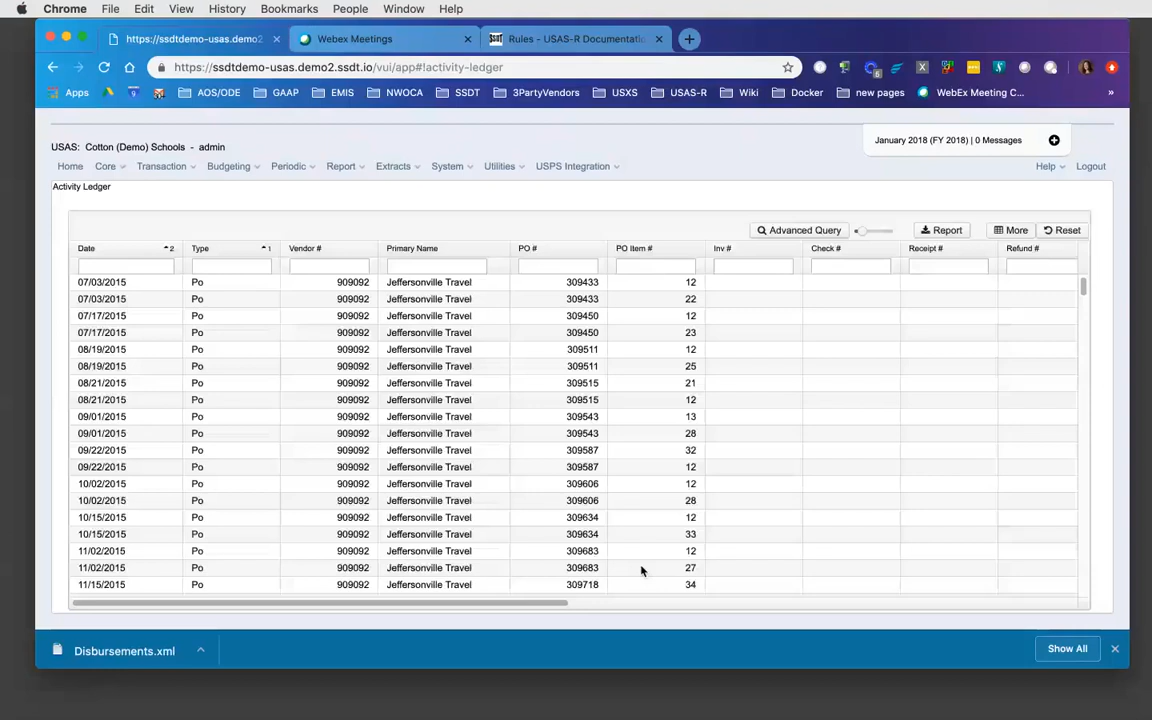 Chrome File Edit View History Bookmarks People Window Help
https://ssdtdemo-usas.demo2 Webex Meetings SSDT Rules - USAS-R Documentati
https://ssdtdemo-usas.demo2.ssdt.io/vui/app#!activity-ledger
Apps AOS/ODE GAAP EMIS NWOCA SSDT 3PartyVendors USXS USAS-R Wiki Docker new pages WebEx Meeting C... »
USAS: Cotton (Demo) Schools - admin January 2018 (FY 2018) | 0 Messages
Home Core Transaction Budgeting Periodic Report Extracts System Utilities USPS Integration Help Logout
Activity Ledger
Advanced Query Report More Reset
Date 2 Type 1 Vendor # Primary Name PO # PO Item # Inv # Check # Receipt # Refund #
07/03/2015 Po 909092 Jeffersonville Travel 309433 12
07/03/2015 Po 909092 Jeffersonville Travel 309433 22
07/17/2015 Po 909092 Jeffersonville Travel 309450 12
07/17/2015 Po 909092 Jeffersonville Travel 309450 23
08/19/2015 Po 909092 Jeffersonville Travel 309511 12
08/19/2015 Po 909092 Jeffersonville Travel 309511 25
08/21/2015 Po 909092 Jeffersonville Travel 309515 21
08/21/2015 Po 909092 Jeffersonville Travel 309515 12
09/01/2015 Po 909092 Jeffersonville Travel 309543 13
09/01/2015 Po 909092 Jeffersonville Travel 309543 28
09/22/2015 Po 909092 Jeffersonville Travel 309587 32
09/22/2015 Po 909092 Jeffersonville Travel 309587 12
10/02/2015 Po 909092 Jeffersonville Travel 309606 12
10/02/2015 Po 909092 Jeffersonville Travel 309606 28
10/15/2015 Po 909092 Jeffersonville Travel 309634 12
10/15/2015 Po 909092 Jeffersonville Travel 309634 33
11/02/2015 Po 909092 Jeffersonville Travel 309683 12
11/02/2015 Po 909092 Jeffersonville Travel 309683 27
11/15/2015 Po 909092 Jeffersonville Travel 309718 34
Disbursements.xml Show All